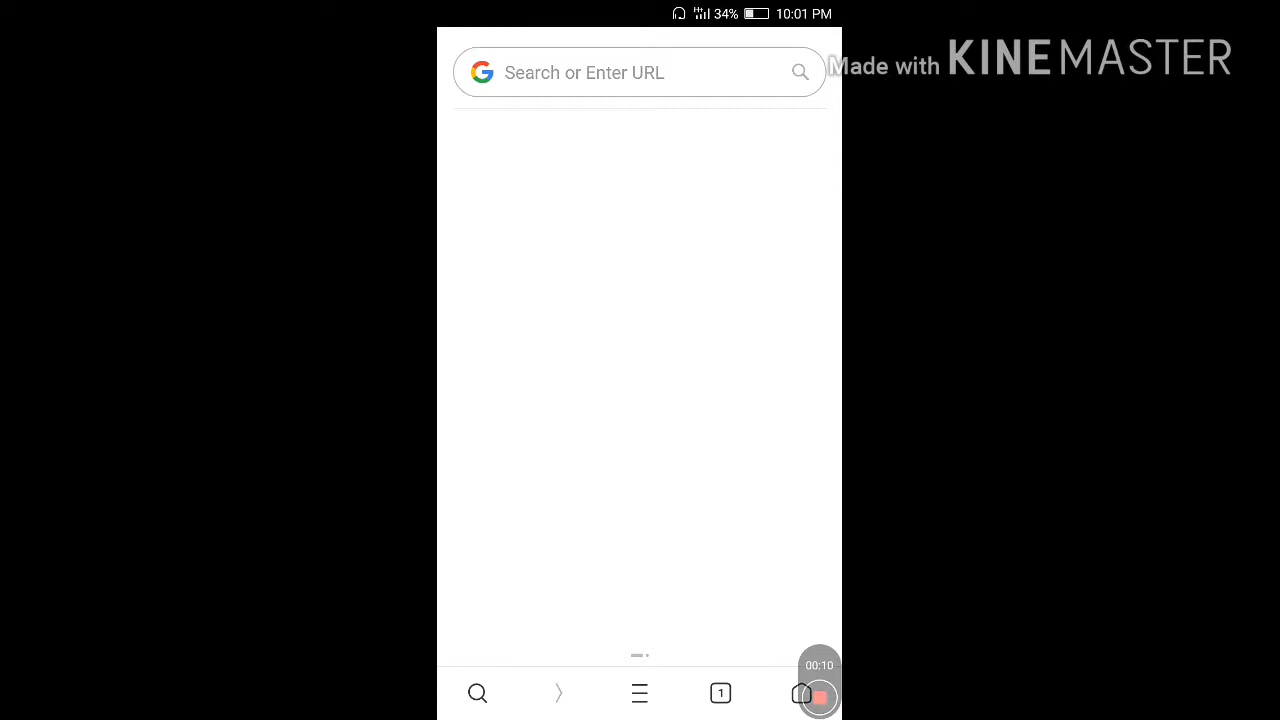 H+ 34% 10:01 PM
Made with KINEMASTER
G Search or Enter URL
00:10
1